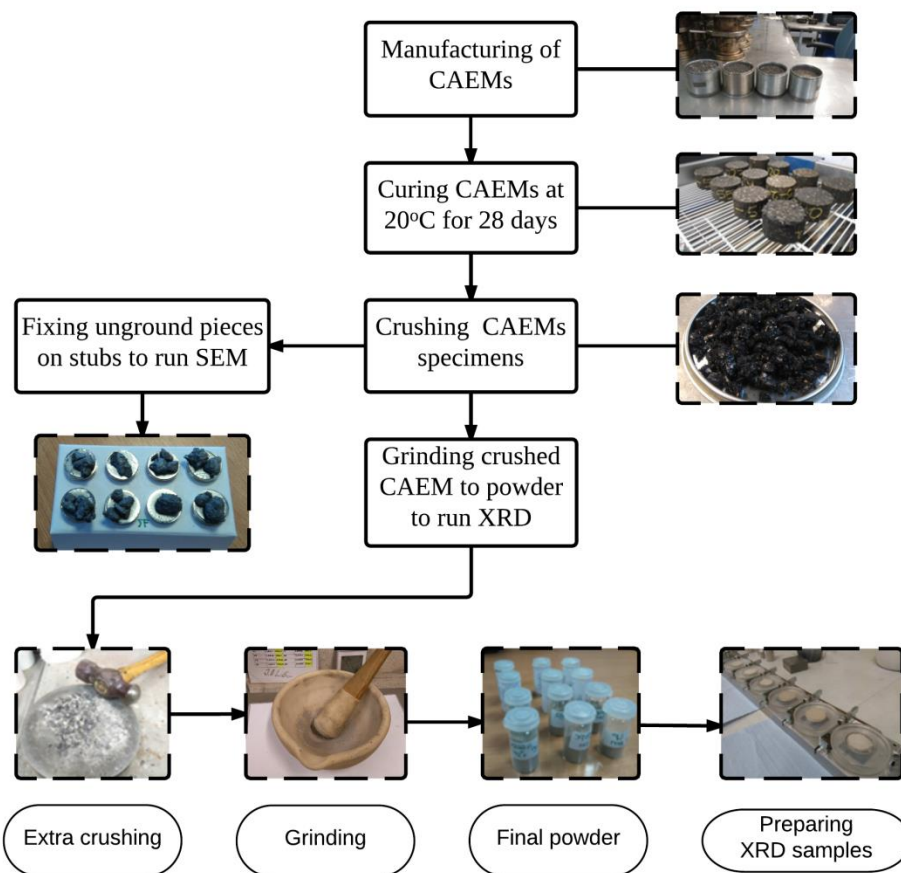 Manufacturing of
CAEMs
Curing CAEMs at
20°C for 28 days
Fixing unground pieces
on stubs to run SEM
Crushing CAEMs
specimens
Grinding crushed
CAEM to powder
to run XRD
Extra crushing
Grinding
Final powder
Preparing
XRD samples